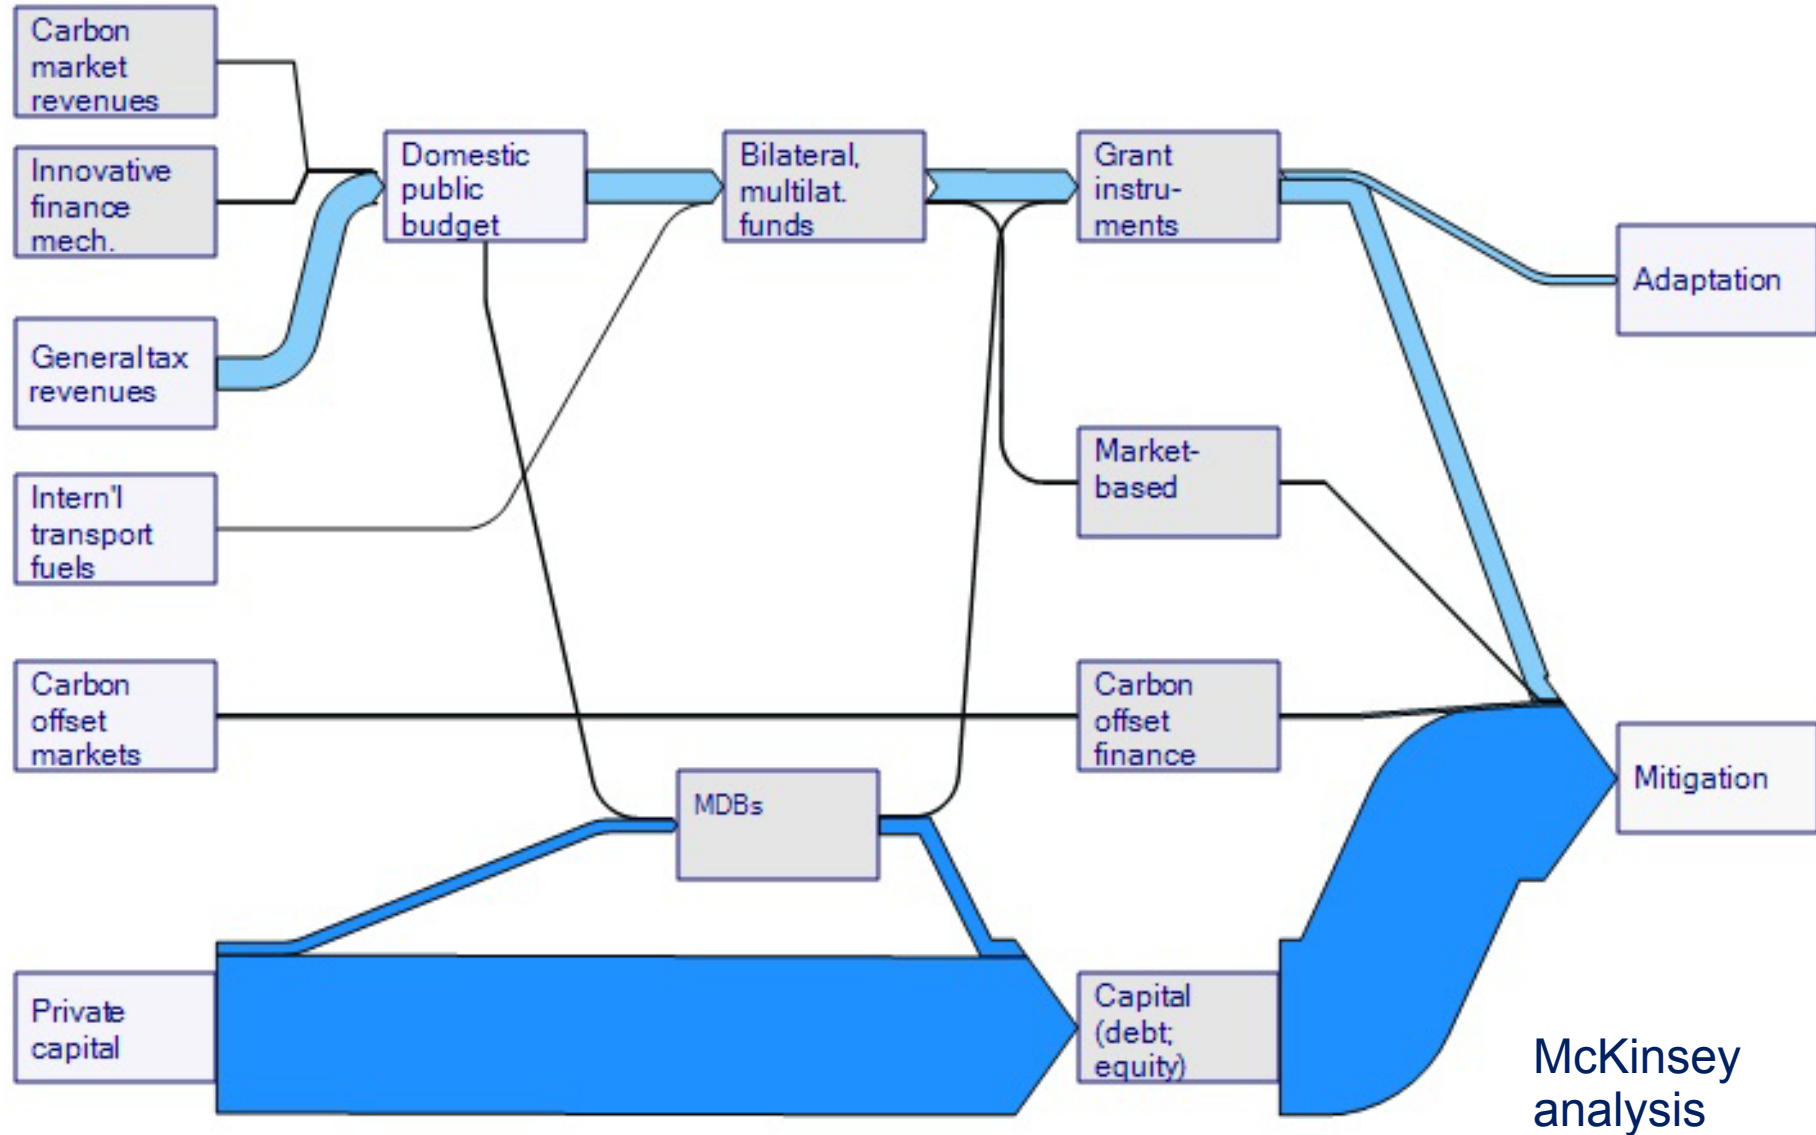 Carbon
market
revenues
Innovative
finance
mech.
General tax
revenues
Intern'l
transport
fuels
Carbon
offset
markets
Private
capital
Domestic
public
budget
MDBs
Bilateral,
multilat.
funds
Grant
instru-
ments
Market-
based
Carbon
offset
finance
Capital
(debt;
equity)
Adaptation
Mitigation
McKinsey
analysis